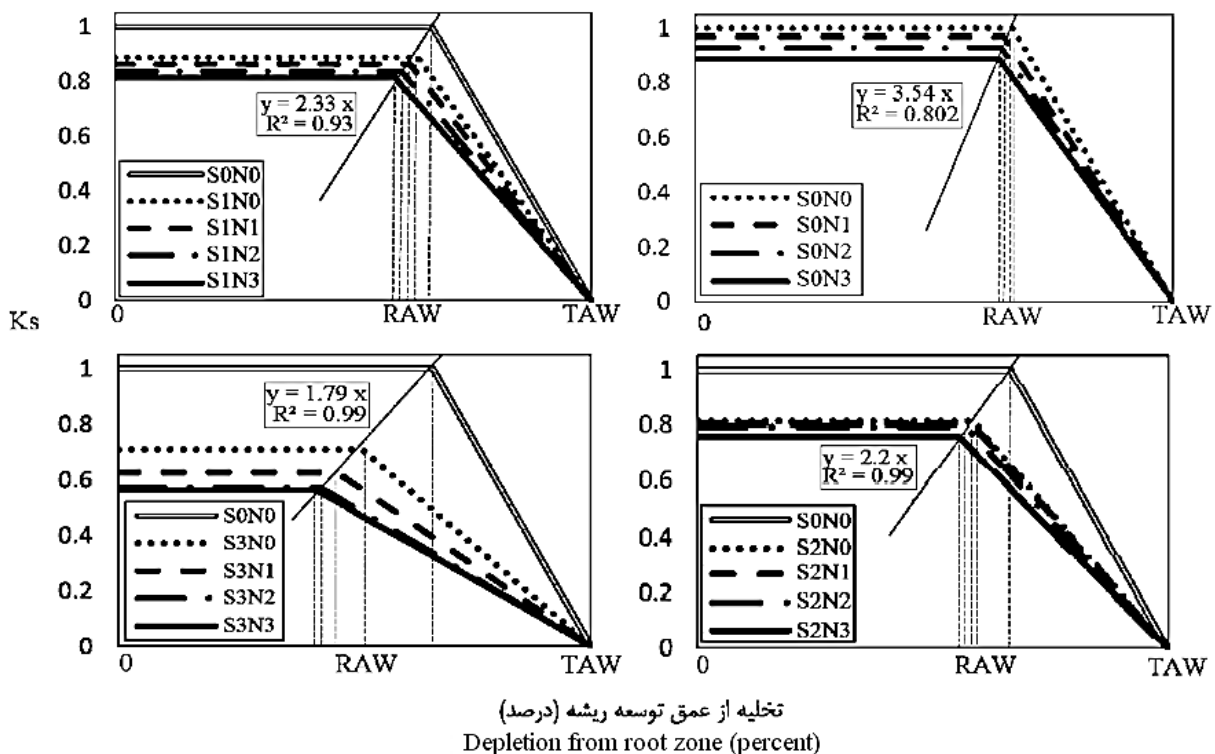 1
0.8
0.6
0.4
0.2
0
y = 2.33 x
R² = 0.93
S0N0
S1N0
S1N1
S1N2
S1N3
0
RAW
TAW
1
0.8
0.6
0.4
0.2
0
y = 3.54 x
R² = 0.802
S0N0
S0N1
S0N2
S0N3
0
RAW
TAW
Ks
1
0.8
0.6
0.4
0.2
0
y = 1.79 x
R² = 0.99
S0N0
S3N0
S3N1
S3N2
S3N3
0
RAW
TAW
1
0.8
0.6
0.4
0.2
0
y = 2.2 x
R² = 0.99
S0N0
S2N0
S2N1
S2N2
S2N3
0
RAW
TAW
تخلیه از عمق توسعه ریشه (درصد)
Depletion from root zone (percent)